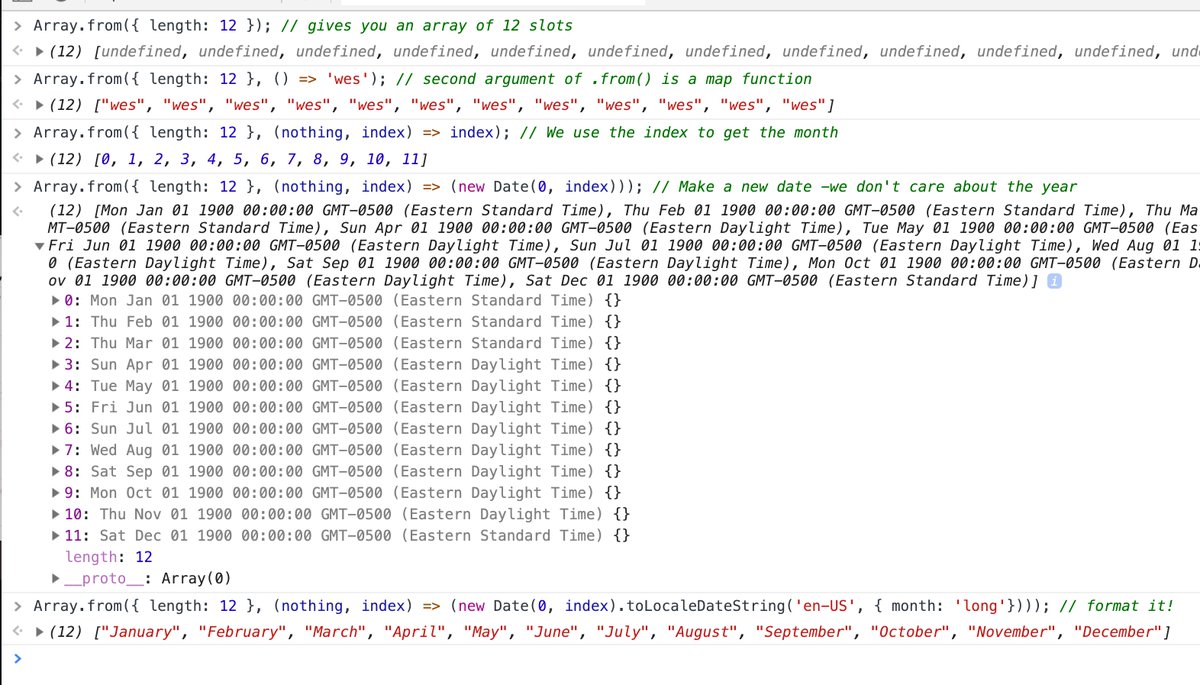 > Array.from({ length: 12 }); // gives you an array of 12 slots
(12) [undefined, undefined, undefined, undefined, undefined, undefined, undefined, undefined, undefined, undefined, undefined,
> Array.from({ length: 12 }, () => 'wes'); // second argument of .from() is a map function
(12) ["wes", "wes", "wes", "wes", "wes", "wes", "wes", "wes", "wes", "wes", "wes", "wes"]
> Array.from({ length: 12 }, (nothing, index) => index); // We use the index to get the month
(12) [0, 1, 2, 3, 4, 5, 6, 7, 8, 9, 10, 11]
> Array.from({ length: 12 }, (nothing, index) => (new Date(0, index))); // Make a new date –we don't care about the year
(12) [Mon Jan 01 1900 00:00:00 GMT-0500 (Eastern Standard Time), Thu Feb 01 1900 00:00:00 GMT-0500 (Eastern Standard Time), Thu
MT-0500 (Eastern Standard Time), Sun Apr 01 1900 00:00:00 GMT-0500 (Eastern Daylight Time), Tue May 01 1900 00:00:00 GMT-0500
Fri Jun 01 1900 00:00:00 GMT-0500 (Eastern Daylight Time), Sun Jul 01 1900 00:00:00 GMT-0500 (Eastern Daylight Time), Wed Aug 01
0 (Eastern Daylight Time), Sat Sep 01 1900 00:00:00 GMT-0500 (Eastern Daylight Time), Mon Oct 01 1900 00:00:00 GMT-0500 (Eastern
ov 01 1900 00:00:00 GMT-0500 (Eastern Daylight Time), Sat Dec 01 1900 00:00:00 GMT-0500 (Eastern Standard Time)] i
0: Mon Jan 01 1900 00:00:00 GMT-0500 (Eastern Standard Time) {}
1: Thu Feb 01 1900 00:00:00 GMT-0500 (Eastern Standard Time) {}
2: Thu Mar 01 1900 00:00:00 GMT-0500 (Eastern Standard Time) {}
3: Sun Apr 01 1900 00:00:00 GMT-0500 (Eastern Daylight Time) {}
4: Tue May 01 1900 00:00:00 GMT-0500 (Eastern Daylight Time) {}
5: Fri Jun 01 1900 00:00:00 GMT-0500 (Eastern Daylight Time) {}
6: Sun Jul 01 1900 00:00:00 GMT-0500 (Eastern Daylight Time) {}
7: Wed Aug 01 1900 00:00:00 GMT-0500 (Eastern Daylight Time) {}
8: Sat Sep 01 1900 00:00:00 GMT-0500 (Eastern Daylight Time) {}
9: Mon Oct 01 1900 00:00:00 GMT-0500 (Eastern Daylight Time) {}
10: Thu Nov 01 1900 00:00:00 GMT-0500 (Eastern Daylight Time) {}
11: Sat Dec 01 1900 00:00:00 GMT-0500 (Eastern Standard Time) {}
length: 12
__proto__: Array(0)
> Array.from({ length: 12 }, (nothing, index) => (new Date(0, index).toLocaleDateString('en-US', { month: 'long'}))); // format it!
(12) ["January", "February", "March", "April", "May", "June", "July", "August", "September", "October", "November", "December"]
>